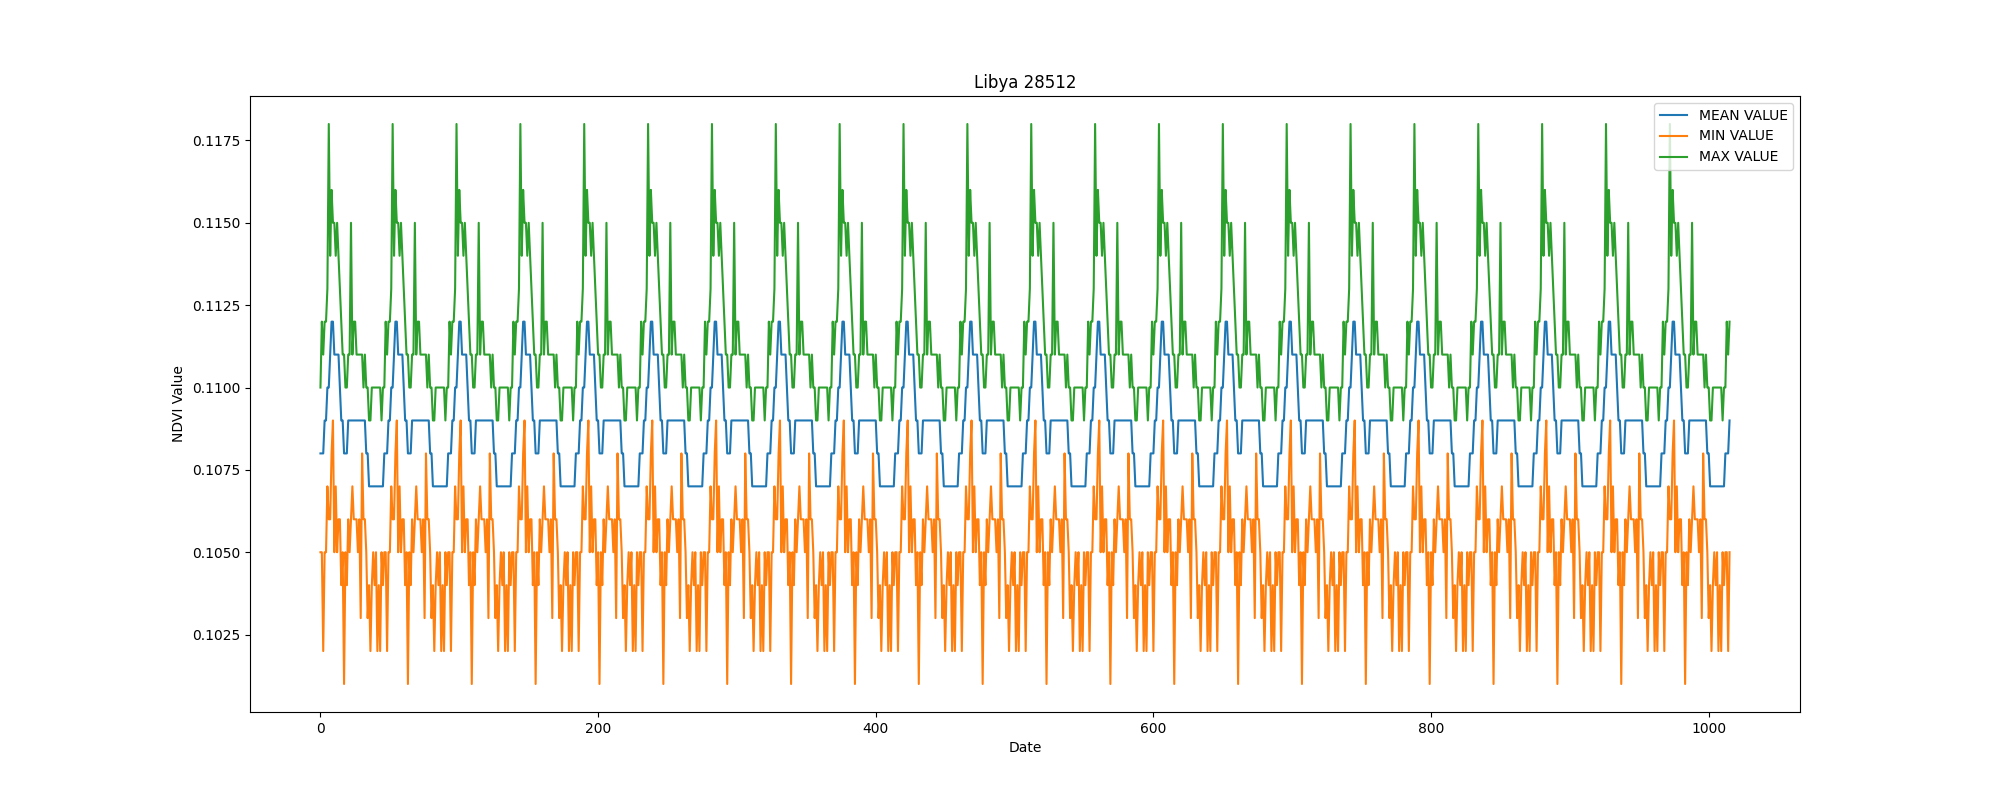 Libya 28512
MEAN VALUE
MIN VALUE
MAX VALUE
NDVI Value
0.1175
0.1150
0.1125
0.1100
0.1075
0.1050
0.1025
0
200
400
600
800
1000
Date